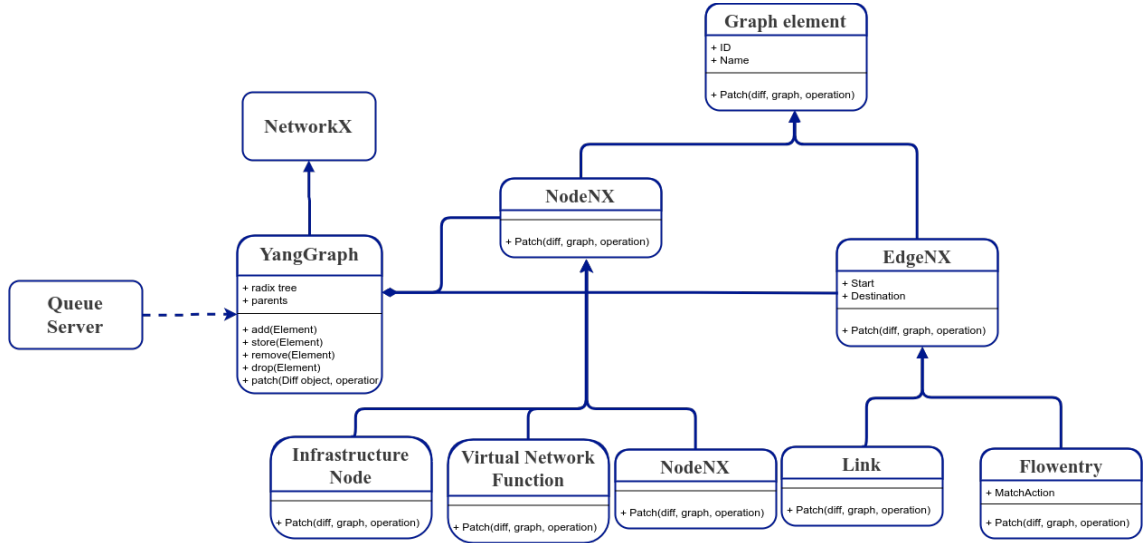 Graph element
+ ID
+ Name
+ Patch(diff, graph, operation)
NetworkX
NodeNX
+ Patch(diff, graph, operation)
YangGraph
+ radix tree
+ parents
+ add(Element)
+ store(Element)
+ remove(Element)
+ drop(Element)
+ patch(Diff object, operation
EdgeNX
+ Start
+ Destination
+ Patch(diff, graph, operation)
Queue
Server
Infrastructure
Node
+ Patch(diff, graph, operation)
Virtual Network
Function
+ Patch(diff, graph, operation)
NodeNX
+ Patch(diff, graph, operation)
Link
+ Patch(diff, graph, operation)
Flowentry
+ MatchAction
+ Patch(diff, graph, operation)